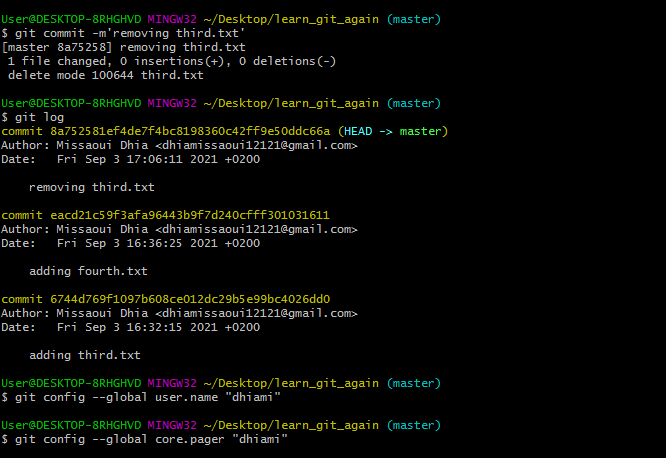 User@DESKTOP-8RHGHVD MINGW32 ~/Desktop/learn_git_again (master)
$ git commit -m'removing third.txt'
[master 8a75258] removing third.txt
 1 file changed, 0 insertions(+), 0 deletions(-)
 delete mode 100644 third.txt

User@DESKTOP-8RHGHVD MINGW32 ~/Desktop/learn_git_again (master)
$ git log
commit 8a752581ef4de7f4bc8198360c42ff9e50ddc66a (HEAD -> master)
Author: Missaoui Dhia <dhiamissaoui12121@gmail.com>
Date:   Fri Sep 3 17:06:11 2021 +0200

    removing third.txt

commit eacd21c59f3afa96443b9f7d240cfff301031611
Author: Missaoui Dhia <dhiamissaoui12121@gmail.com>
Date:   Fri Sep 3 16:36:25 2021 +0200

    adding fourth.txt

commit 6744d769f1097b608ce012dc29b5e99bc4026dd0
Author: Missaoui Dhia <dhiamissaoui12121@gmail.com>
Date:   Fri Sep 3 16:32:15 2021 +0200

    adding third.txt

User@DESKTOP-8RHGHVD MINGW32 ~/Desktop/learn_git_again (master)
$ git config --global user.name "dhiami"

User@DESKTOP-8RHGHVD MINGW32 ~/Desktop/learn_git_again (master)
$ git config --global core.pager "dhiami"